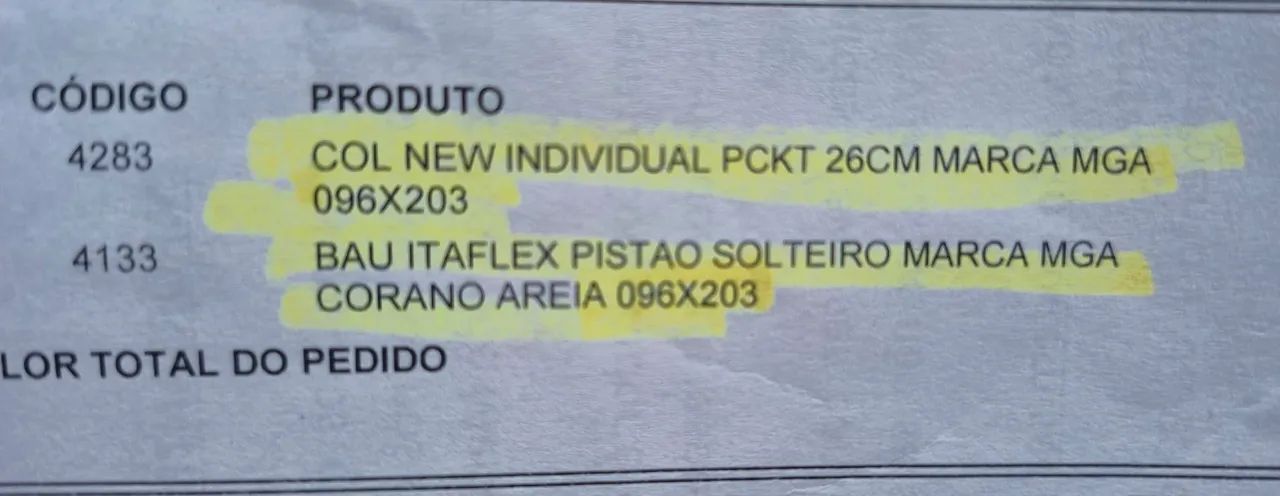 CÓDIGO PRODUTO
4283 COL NEW INDIVIDUAL PCKT 26CM MARCA MGA
096X203
4133 BAU ITAFLEX PISTAO SOLTEIRO MARCA MGA
CORANO AREIA 096X203
LOR TOTAL DO PEDIDO